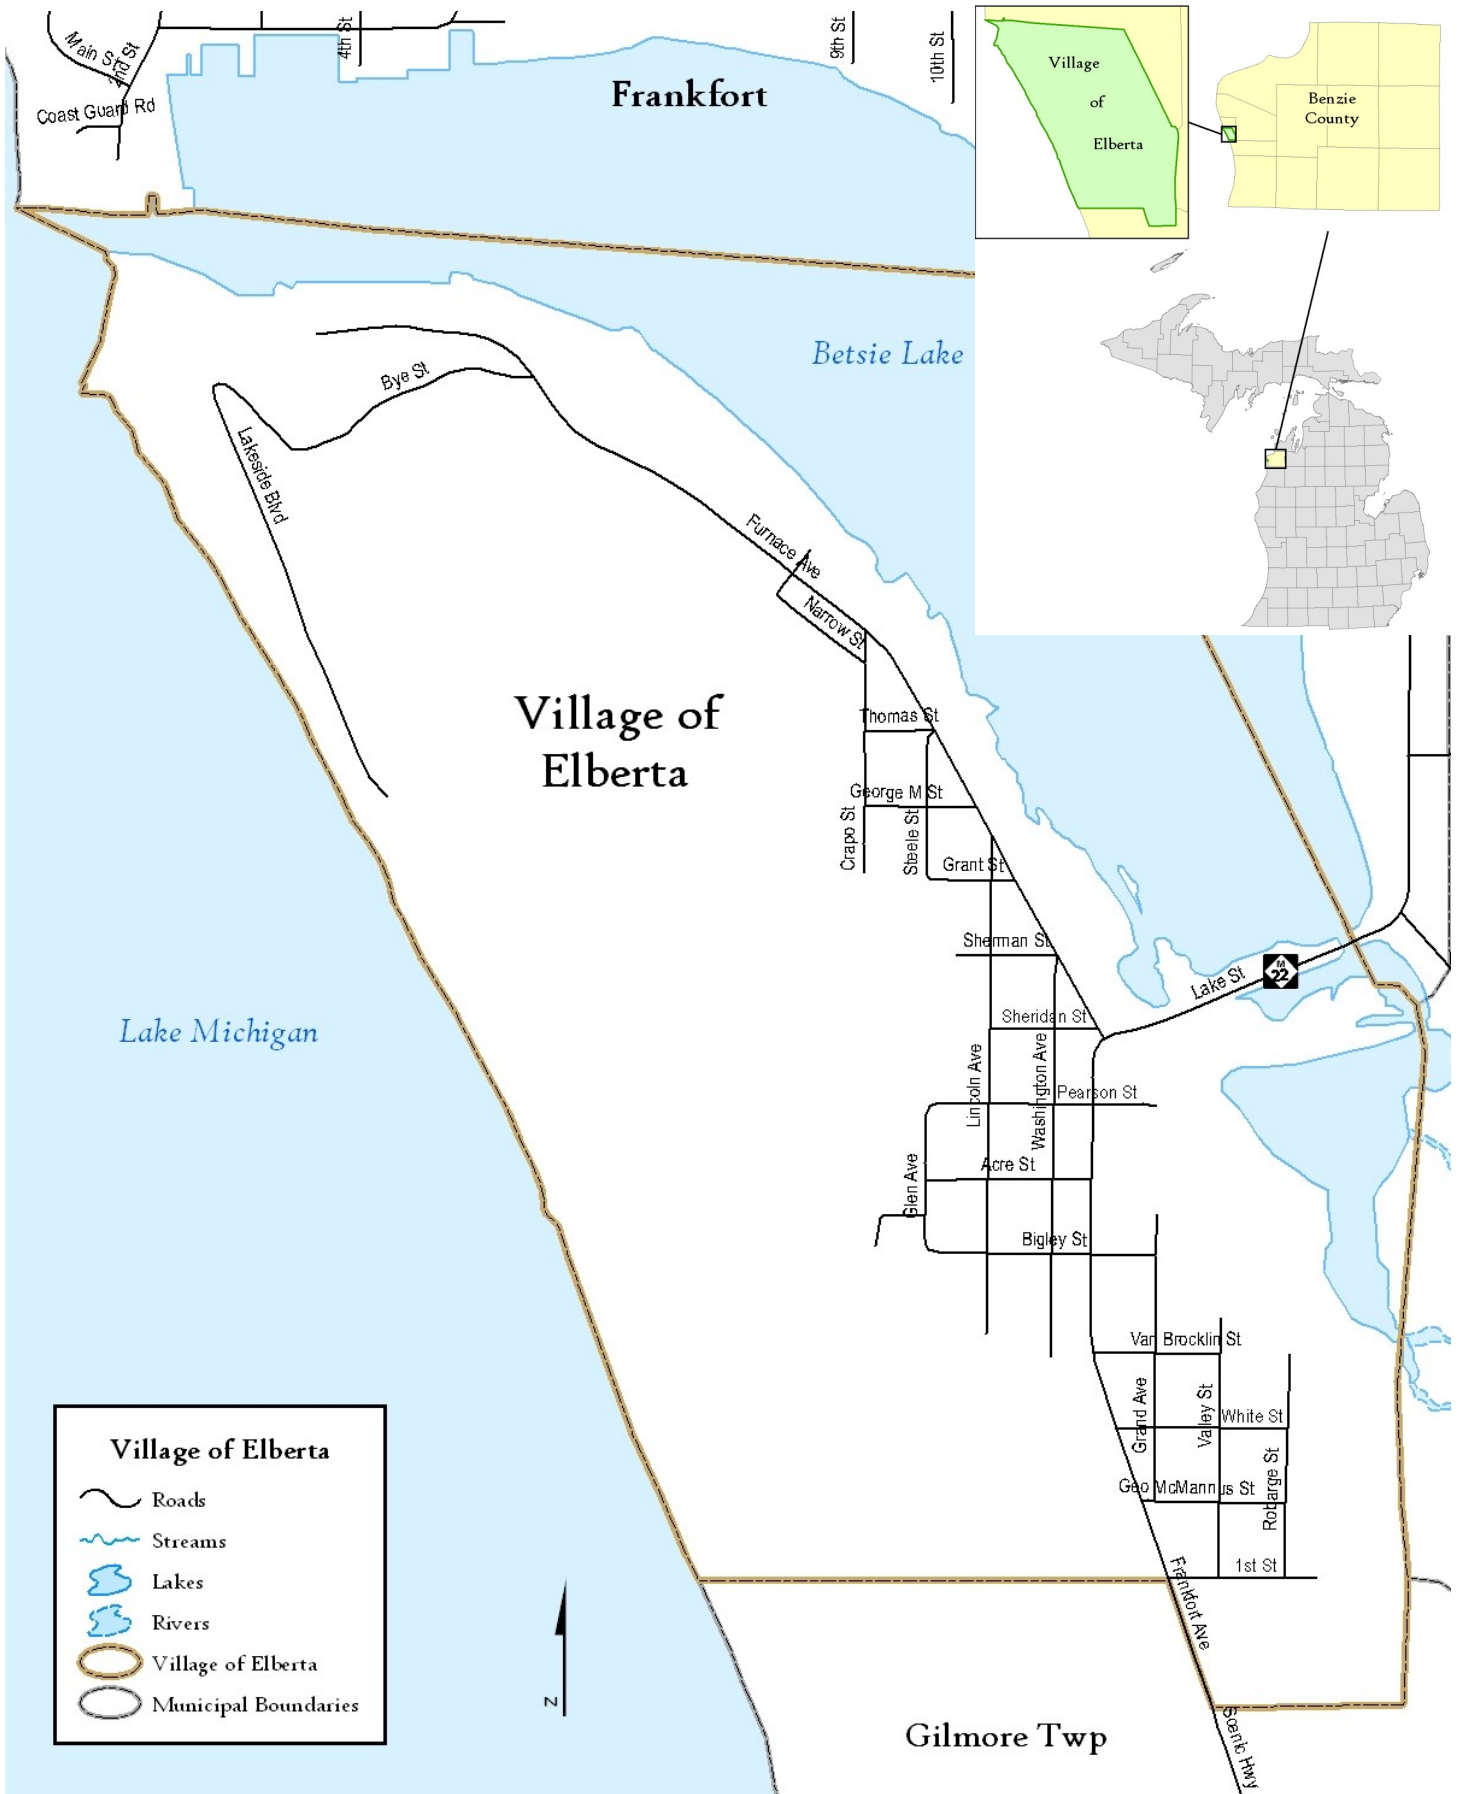 Main St
2nd St
4th St
9th St
10th St
Coast Guard Rd
Frankfort
Village
of
Elberta
Benzie
County
Betsie Lake
Bye St
Lakeside Blvd
Furnace Ave
Narrow St
Village of
Elberta
Thomas St
George M St
Crapo St
Steele St
Grant St
Sherman St
Lake St
M
22
Sheridan St
Lake Michigan
Lincoln Ave
Washington Ave
Pearson St
Acre St
Glen Ave
Bigley St
Van Brocklin St
Grand Ave
Valley St
White St
Geo McMannus St
Robarge St
1st St
Frankfort Ave
Scenic Hwy
Gilmore Twp
Village of Elberta
Roads
Streams
Lakes
Rivers
Village of Elberta
Municipal Boundaries
N